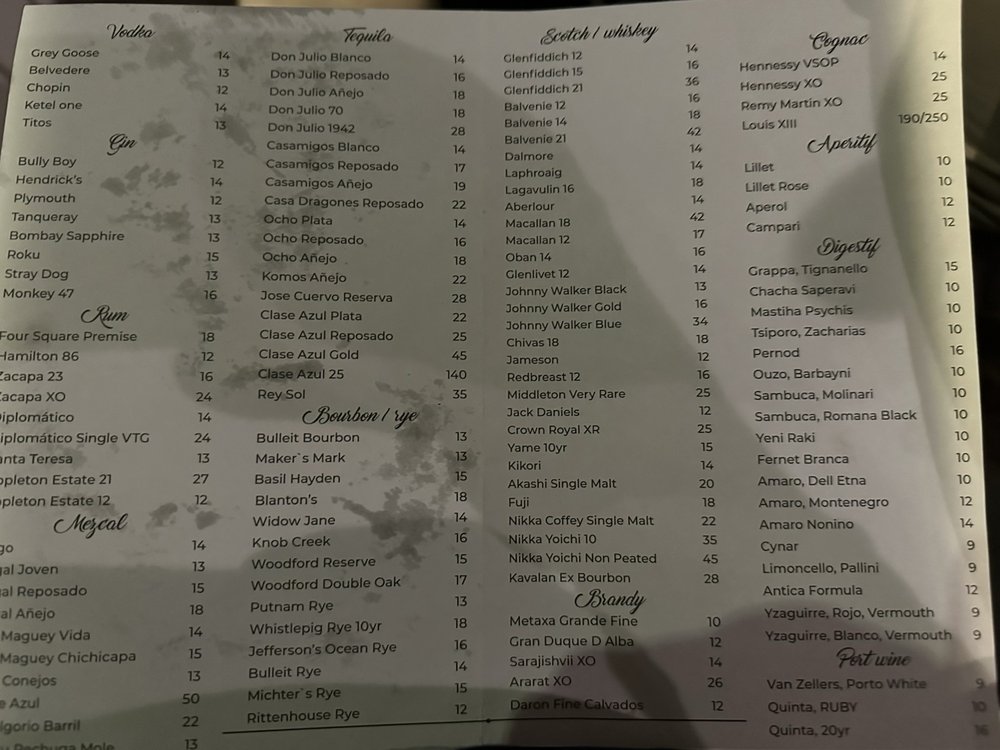 Vodka
Grey Goose 14
Belvedere 13
Chopin 12
Ketel one 14
Titos 13
Gin
Bully Boy 12
Hendrick's 14
Plymouth 12
Tanqueray 13
Bombay Sapphire 13
Roku 15
Stray Dog 13
Monkey 47 16
Rum
Four Square Premise 18
Hamilton 86 12
Zacapa 23 16
Zacapa XO 24
iplomático 14
iplomático Single VTG 24
anta Teresa 13
ppleton Estate 21 27
ppleton Estate 12 12
Mezcal
go 14
gal Joven 13
al Reposado 15
al Añejo 18
Maguey Vida 14
Maguey Chichicapa 15
Conejos 13
e Azul 50
lgorio Barril 22
Pechuga Mole 13
Tequila
Don Julio Blanco 14
Don Julio Reposado 16
Don Julio Añejo 18
Don Julio 70 18
Don Julio 1942 28
Casamigos Blanco 14
Casamigos Reposado 17
Casamigos Añejo 19
Casa Dragones Reposado 22
Ocho Plata 14
Ocho Reposado 16
Ocho Añejo 18
Komos Añejo 22
Jose Cuervo Reserva 28
Clase Azul Plata 22
Clase Azul Reposado 25
Clase Azul Gold 45
Clase Azul 25 140
Rey Sol 35
Bourbon / rye
Bulleit Bourbon 13
Maker`s Mark 13
Basil Hayden 15
Blanton's 18
Widow Jane 14
Knob Creek 16
Woodford Reserve 15
Woodford Double Oak 17
Putnam Rye 13
Whistlepig Rye 10yr 18
Jefferson's Ocean Rye 16
Bulleit Rye 14
Michter`s Rye 15
Rittenhouse Rye 12
Scotch / whiskey
Glenfiddich 12 14
Glenfiddich 15 16
Glenfiddich 21 36
Balvenie 12 16
Balvenie 14 18
Balvenie 21 42
Dalmore 14
Laphroaig 14
Lagavulin 16 18
Aberlour 14
Macallan 18 42
Macallan 12 17
Oban 14 16
Glenlivet 12 14
Johnny Walker Black 13
Johnny Walker Gold 16
Johnny Walker Blue 34
Chivas 18 18
Jameson 12
Redbreast 12 16
Middleton Very Rare 25
Jack Daniels 12
Crown Royal XR 25
Yame 10yr 15
Kikori 14
Akashi Single Malt 20
Fuji 18
Nikka Coffey Single Malt 22
Nikka Yoichi 10 35
Nikka Yoichi Non Peated 45
Kavalan Ex Bourbon 28
Brandy
Metaxa Grande Fine 10
Gran Duque D Alba 12
Sarajishvii XO 14
Ararat XO 26
Daron Fine Calvados 12
Cognac
Hennessy VSOP 14
Hennessy XO 25
Remy Martin XO 25
Louis XIII 190/250
Aperitif
Lillet 10
Lillet Rose 10
Aperol 12
Campari 12
Digestif
Grappa, Tignanello 15
Chacha Saperavi 10
Mastiha Psychis 10
Tsiporo, Zacharias 10
Pernod 16
Ouzo, Barbayni 10
Sambuca, Molinari 10
Sambuca, Romana Black 10
Yeni Raki 10
Fernet Branca 10
Amaro, Dell Etna 10
Amaro, Montenegro 12
Amaro Nonino 14
Cynar 9
Limoncello, Pallini 9
Antica Formula 12
Yzaguirre, Rojo, Vermouth 9
Yzaguirre, Blanco, Vermouth 9
Port wine
Van Zellers, Porto White 9
Quinta, RUBY 10
Quinta, 20yr 16